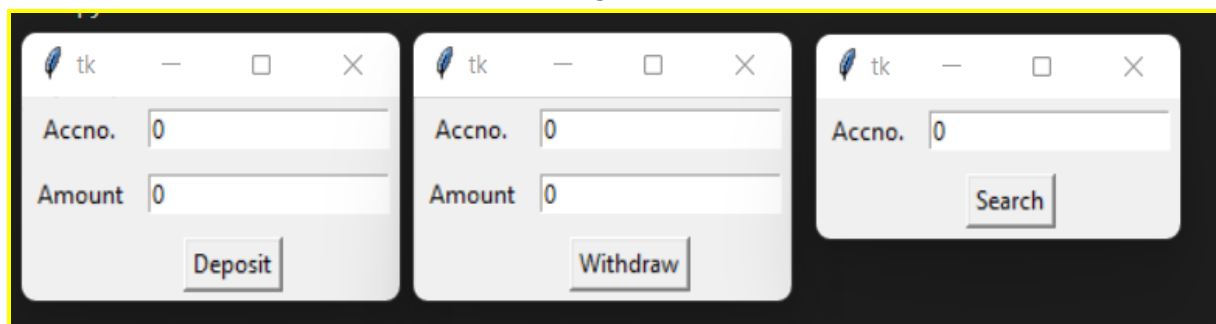 tk
Accno. 0
Amount 0
Deposit
tk
Accno. 0
Amount 0
Withdraw
tk
Accno. 0
Search